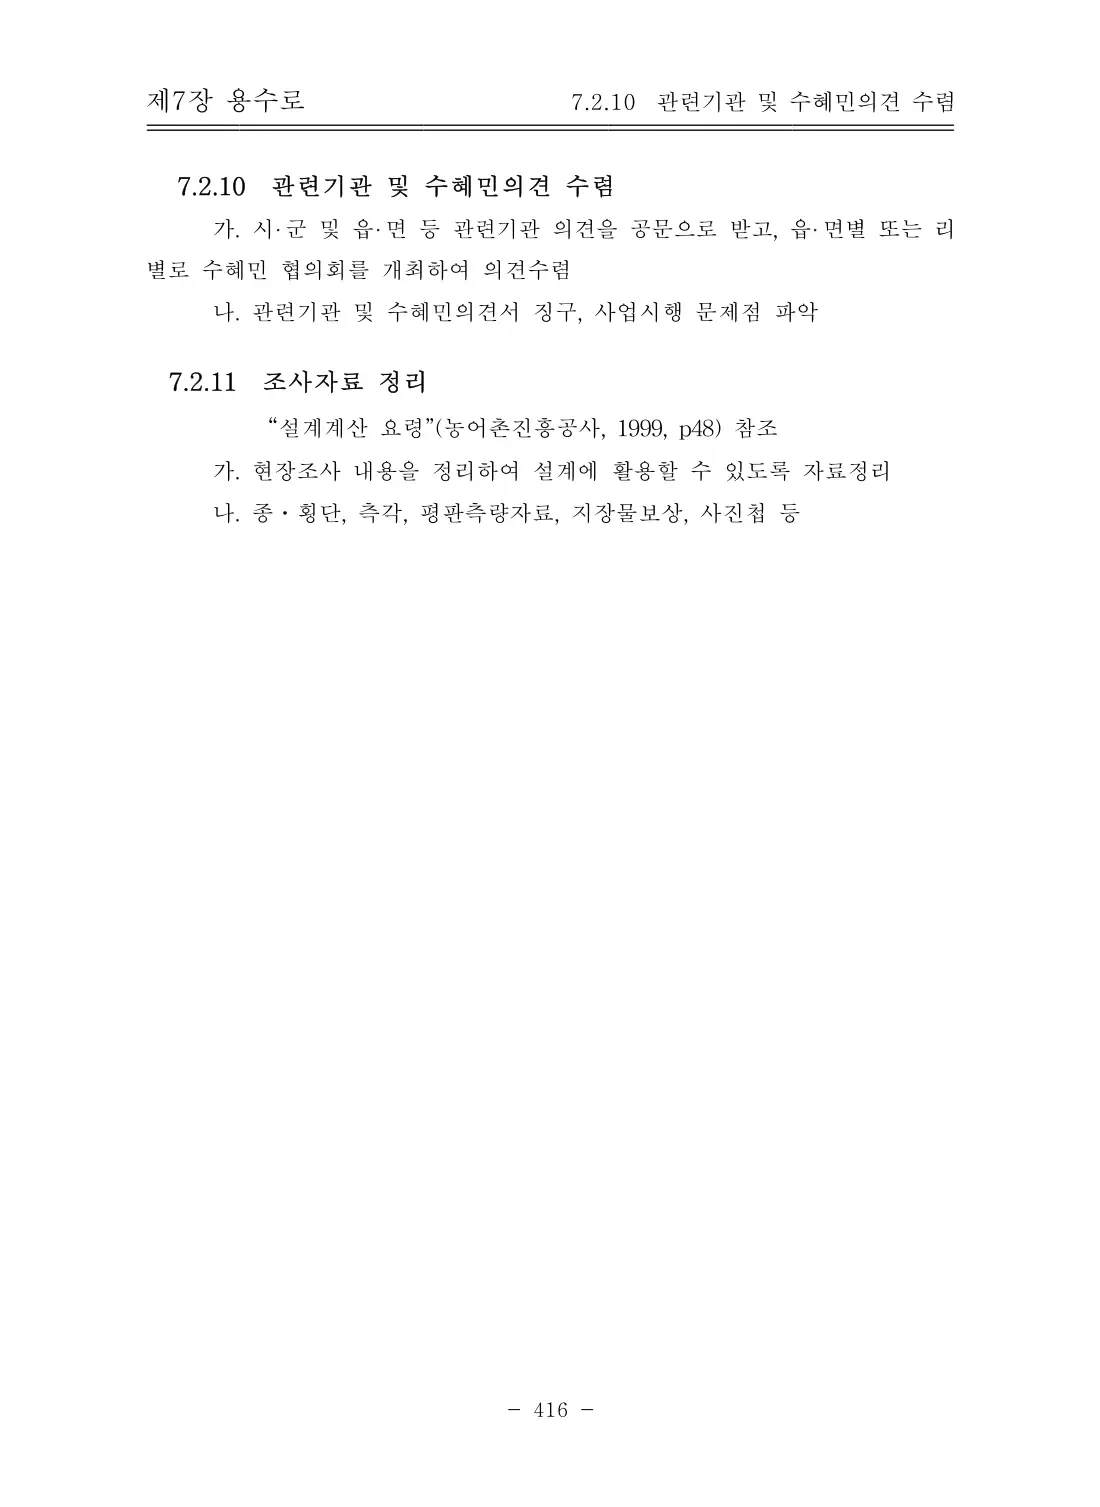 제7장 용수로
7.2.10 관련기관 및 수혜민의견 수렴
7.2.10 관련기관 및 수혜민의견 수렴
가. 시·군 및 읍·면 등 관련기관 의견을 공문으로 받고, 읍·면별 또는 리
별로 수혜민 협의회를 개최하여 의견수렴
나. 관련기관 및 수혜민의견서 징구, 사업시행 문제점 파악
7.2.11 조사자료 정리
“설계계산 요령”(농어촌진흥공사, 1999, p48) 참조
가. 현장조사 내용을 정리하여 설계에 활용할 수 있도록 자료정리
나. 종·횡단, 측각, 평판측량자료, 지장물보상, 사진첩 등
- 416 -